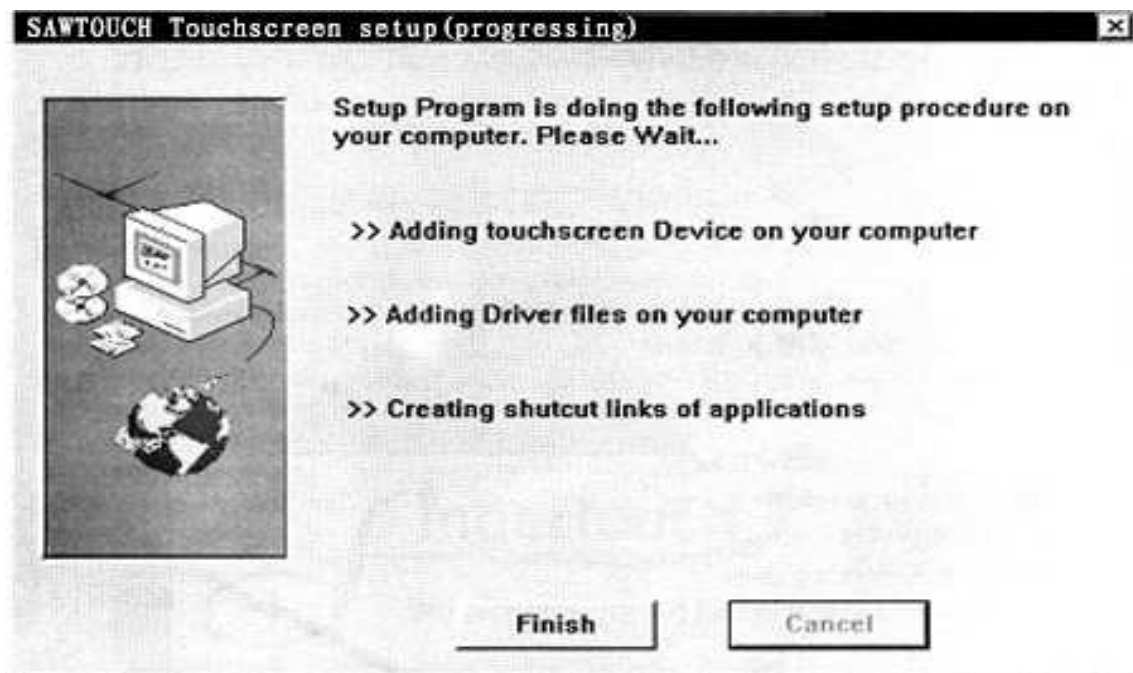 SAWTOUCH Touchscreen setup(progressing)
Setup Program is doing the following setup procedure on
your computer. Please Wait...
>> Adding touchscreen Device on your computer
>> Adding Driver files on your computer
>> Creating shutcut links of applications
Finish
Cancel